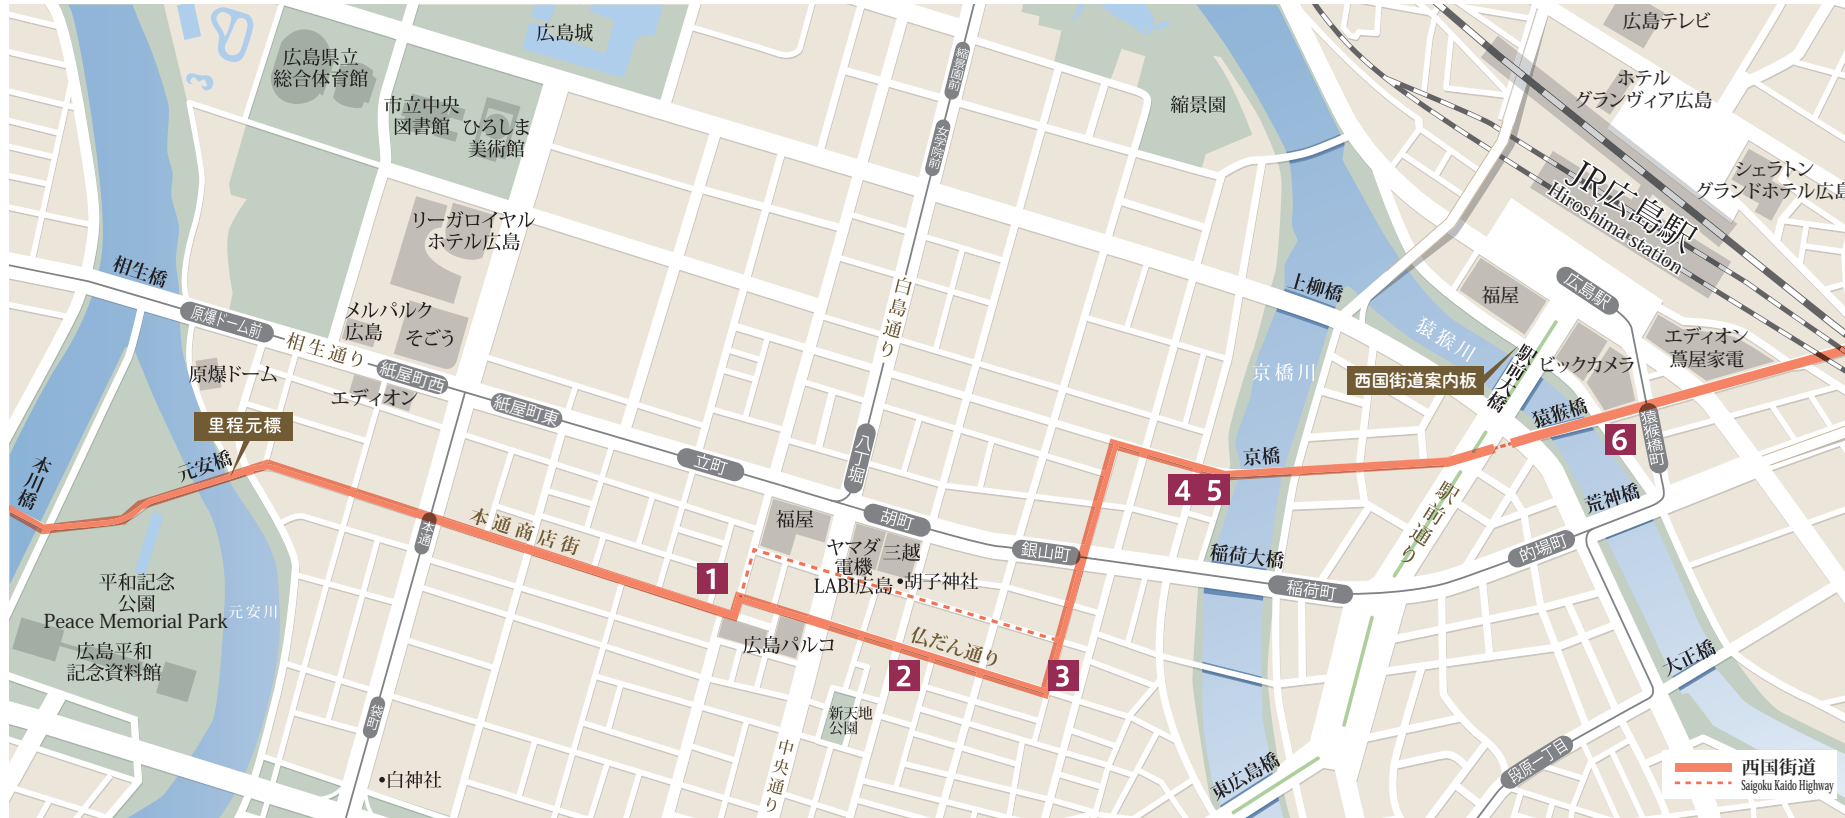 広島テレビ
広島城
広島県立
総合体育館
市立中央
図書館
ひろしま
美術館
縮景園前
女学院前
縮景園
ホテル
グランヴィア広島
シェラトン
グランドホテル広島
JR広島駅
Hiroshima station
リーガロイヤル
ホテル広島
相生橋
原爆ドーム前
相生通り
メルパルク
広島
そごう
紙屋町西
原爆ドーム
エディオン
紙屋町東
白島通り
八丁堀
立町
上柳橋
京橋川
猿猴川
福屋
広島駅
駅前大橋
ビックカメラ
エディオン
蔦屋家電
西国街道案内板
猿猴橋
6
猿猴橋町
里程元標
元安橋
本川橋
本通
本通商店街
福屋
胡町
ヤマダ
電機
LABI広島
三越
胡子神社
銀山町
京橋
4
5
稲荷大橋
稲荷町
駅前通り
的場町
荒神橋
大正橋
平和記念
公園
Peace Memorial Park
広島平和
記念資料館
元安川
1
広島パルコ
仏だん通り
2
3
新天地
公園
袋町
白神社
中央通り
東広島橋
段原一丁目
西国街道
Saigoku Kaido Highway